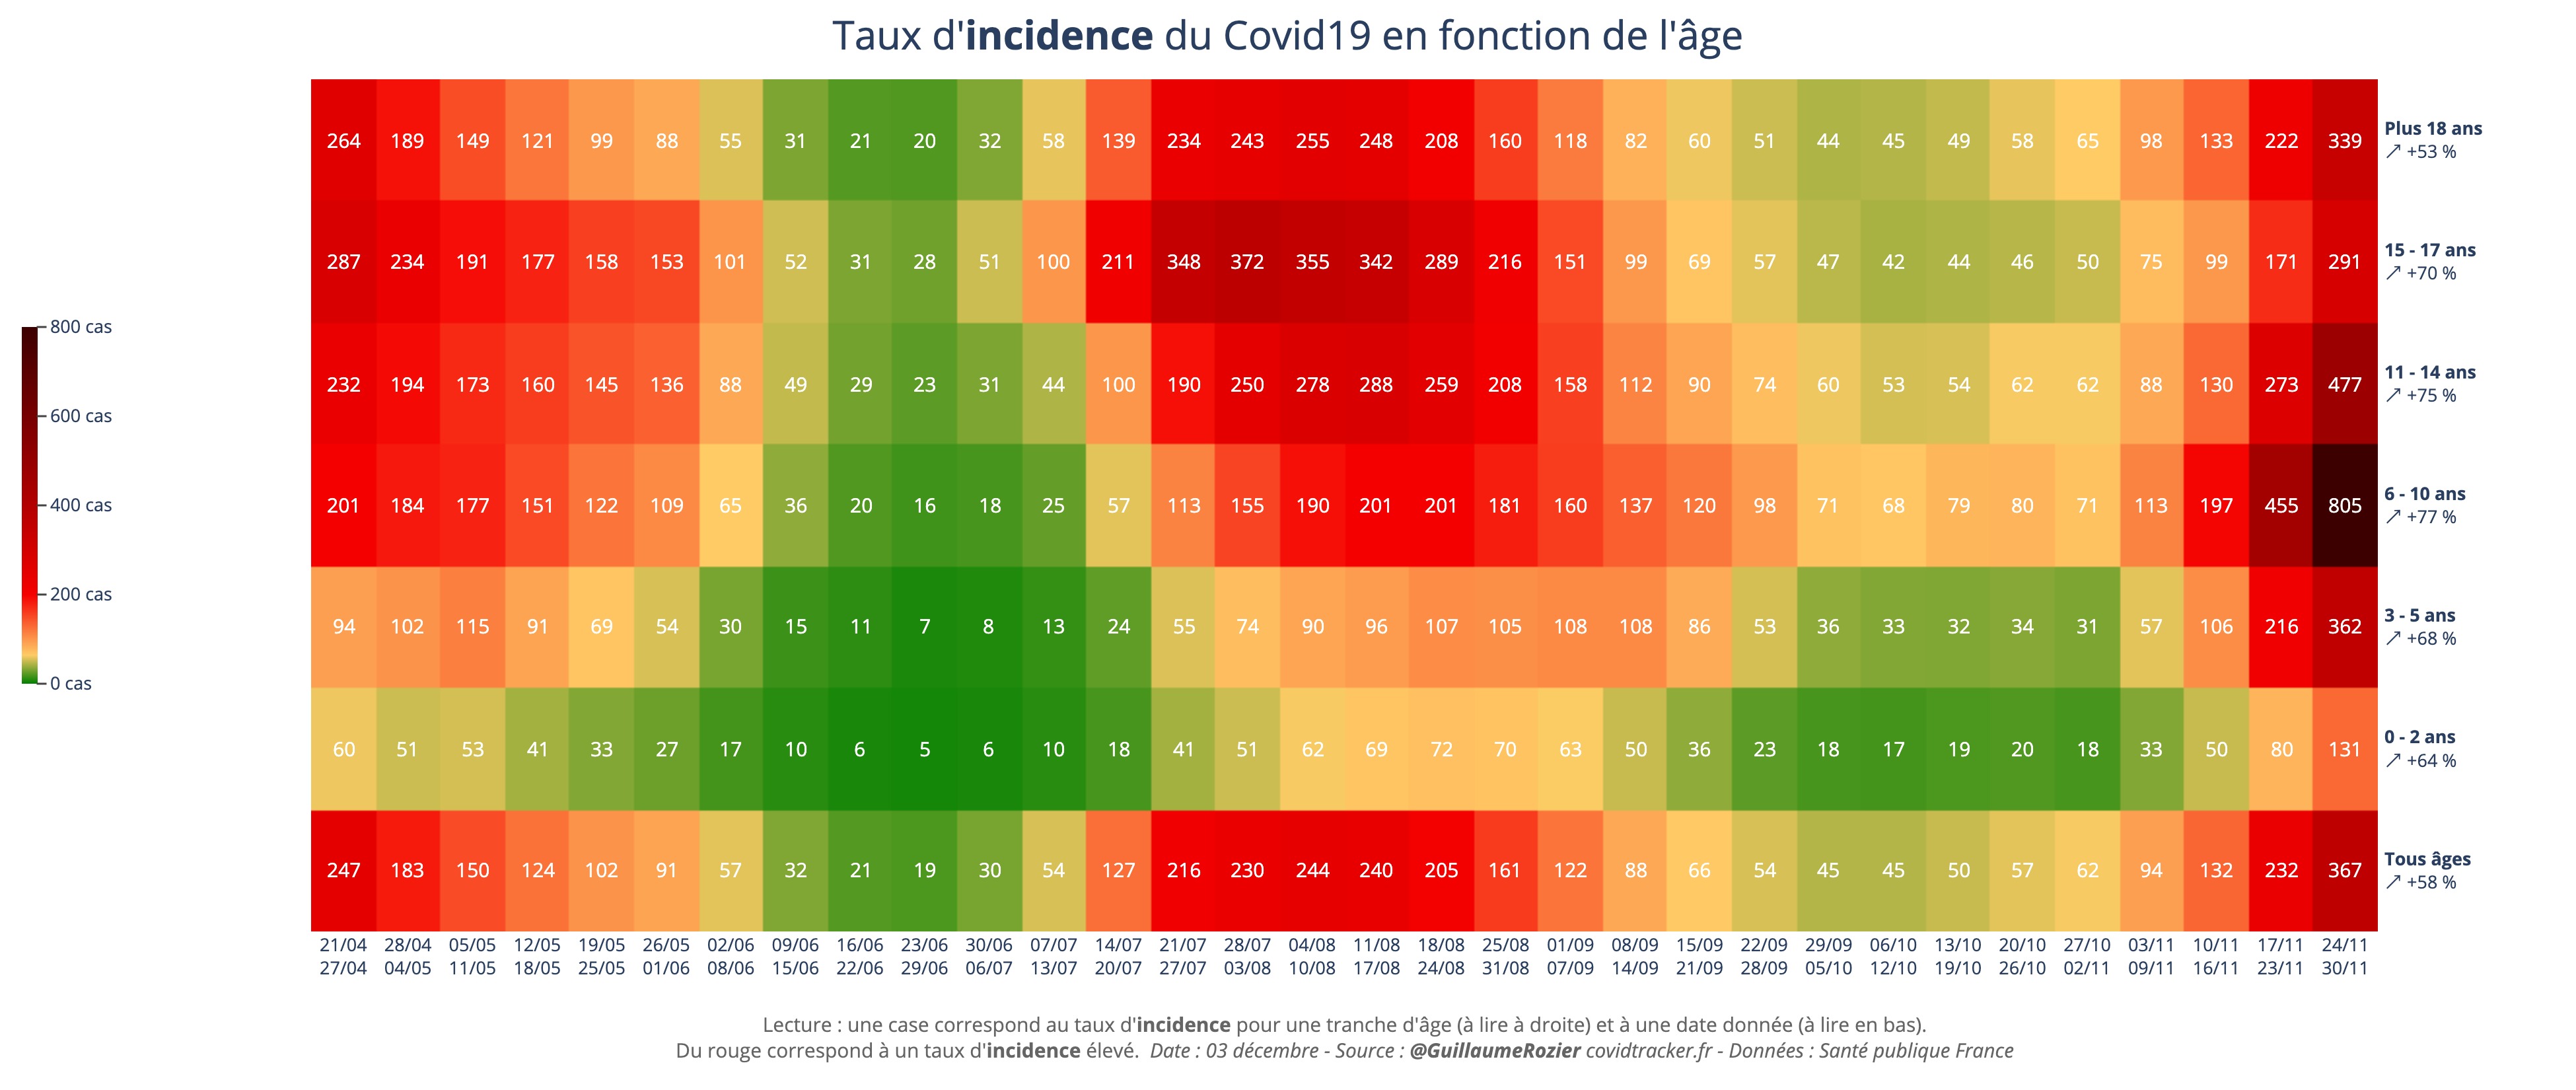 Taux d'incidence du Covid19 en fonction de l'âge
264 189 149 121 99 88 55 31 21 20 32 58 139 234 243 255 248 208 160 118 82 60 51 44 45 49 58 65 98 133 222 339
Plus 18 ans
↗ +53 %
287 234 191 177 158 153 101 52 31 28 51 100 211 348 372 355 342 289 216 151 99 69 57 47 42 44 46 50 75 99 171 291
15 - 17 ans
↗ +70 %
800 cas
600 cas
400 cas
200 cas
0 cas
232 194 173 160 145 136 88 49 29 23 31 44 100 190 250 278 288 259 208 158 112 90 74 60 53 54 62 62 88 130 273 477
11 - 14 ans
↗ +75 %
201 184 177 151 122 109 65 36 20 16 18 25 57 113 155 190 201 201 181 160 137 120 98 71 68 79 80 71 113 197 455 805
6 - 10 ans
↗ +77 %
94 102 115 91 69 54 30 15 11 7 8 13 24 55 74 90 96 107 105 108 108 86 53 36 33 32 34 31 57 106 216 362
3 - 5 ans
↗ +68 %
60 51 53 41 33 27 17 10 6 5 6 10 18 41 51 62 69 72 70 63 50 36 23 18 17 19 20 18 33 50 80 131
0 - 2 ans
↗ +64 %
247 183 150 124 102 91 57 32 21 19 30 54 127 216 230 244 240 205 161 122 88 66 54 45 45 50 57 62 94 132 232 367
Tous âges
↗ +58 %
21/04 28/04 05/05 12/05 19/05 26/05 02/06 09/06 16/06 23/06 30/06 07/07 14/07 21/07 28/07 04/08 11/08 18/08 25/08 01/09 08/09 15/09 22/09 29/09 06/10 13/10 20/10 27/10 03/11 10/11 17/11 24/11
27/04 04/05 11/05 18/05 25/05 01/06 08/06 15/06 22/06 29/06 06/07 13/07 20/07 27/07 03/08 10/08 17/08 24/08 31/08 07/09 14/09 21/09 28/09 05/10 12/10 19/10 26/10 02/11 09/11 16/11 23/11 30/11
Lecture : une case correspond au taux d'incidence pour une tranche d'âge (à lire à droite) et à une date donnée (à lire en bas).
Du rouge correspond à un taux d'incidence élevé. Date : 03 décembre - Source : @GuillaumeRozier covidtracker.fr - Données : Santé publique France